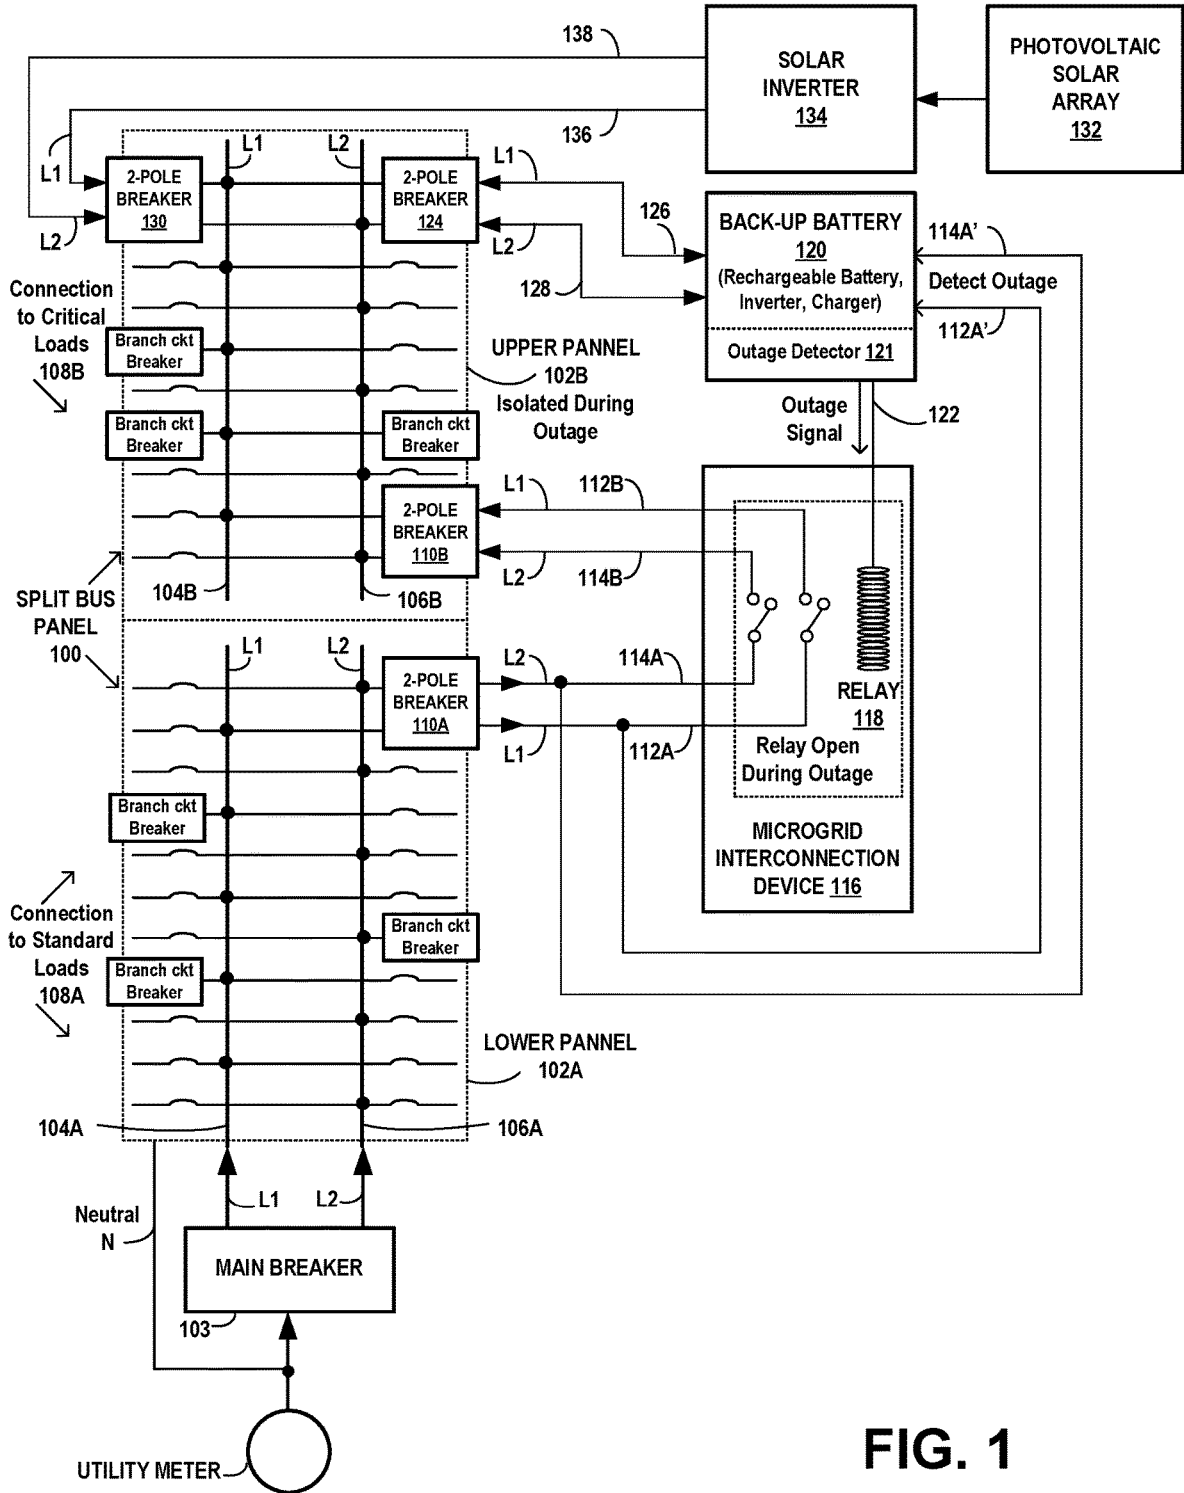 138
SOLAR
INVERTER
134
PHOTOVOLTAIC
SOLAR
ARRAY
132
136
L1
L2
L1
L2
2-POLE
BREAKER
130
2-POLE
BREAKER
124
L1
L2
126
128
BACK-UP BATTERY
120
(Rechargeable Battery,
Inverter, Charger)
Outage Detector 121
114A'
Detect Outage
112A'
Connection
to Critical
Loads
108B
Branch ckt
Breaker
UPPER PANNEL
102B
Isolated During
Outage
Outage
Signal
122
Branch ckt
Breaker
Branch ckt
Breaker
L1
112B
2-POLE
BREAKER
110B
L2
114B
104B
106B
SPLIT BUS
PANEL
100
L1
L2
2-POLE
BREAKER
110A
L2
114A
L1
112A
RELAY
118
Relay Open
During Outage
MICROGRID
INTERCONNECTION
DEVICE 116
Branch ckt
Breaker
Connection
to Standard
Loads
108A
Branch ckt
Breaker
Branch ckt
Breaker
LOWER PANNEL
102A
104A
106A
L1
L2
Neutral
N
MAIN BREAKER
103
UTILITY METER
FIG. 1